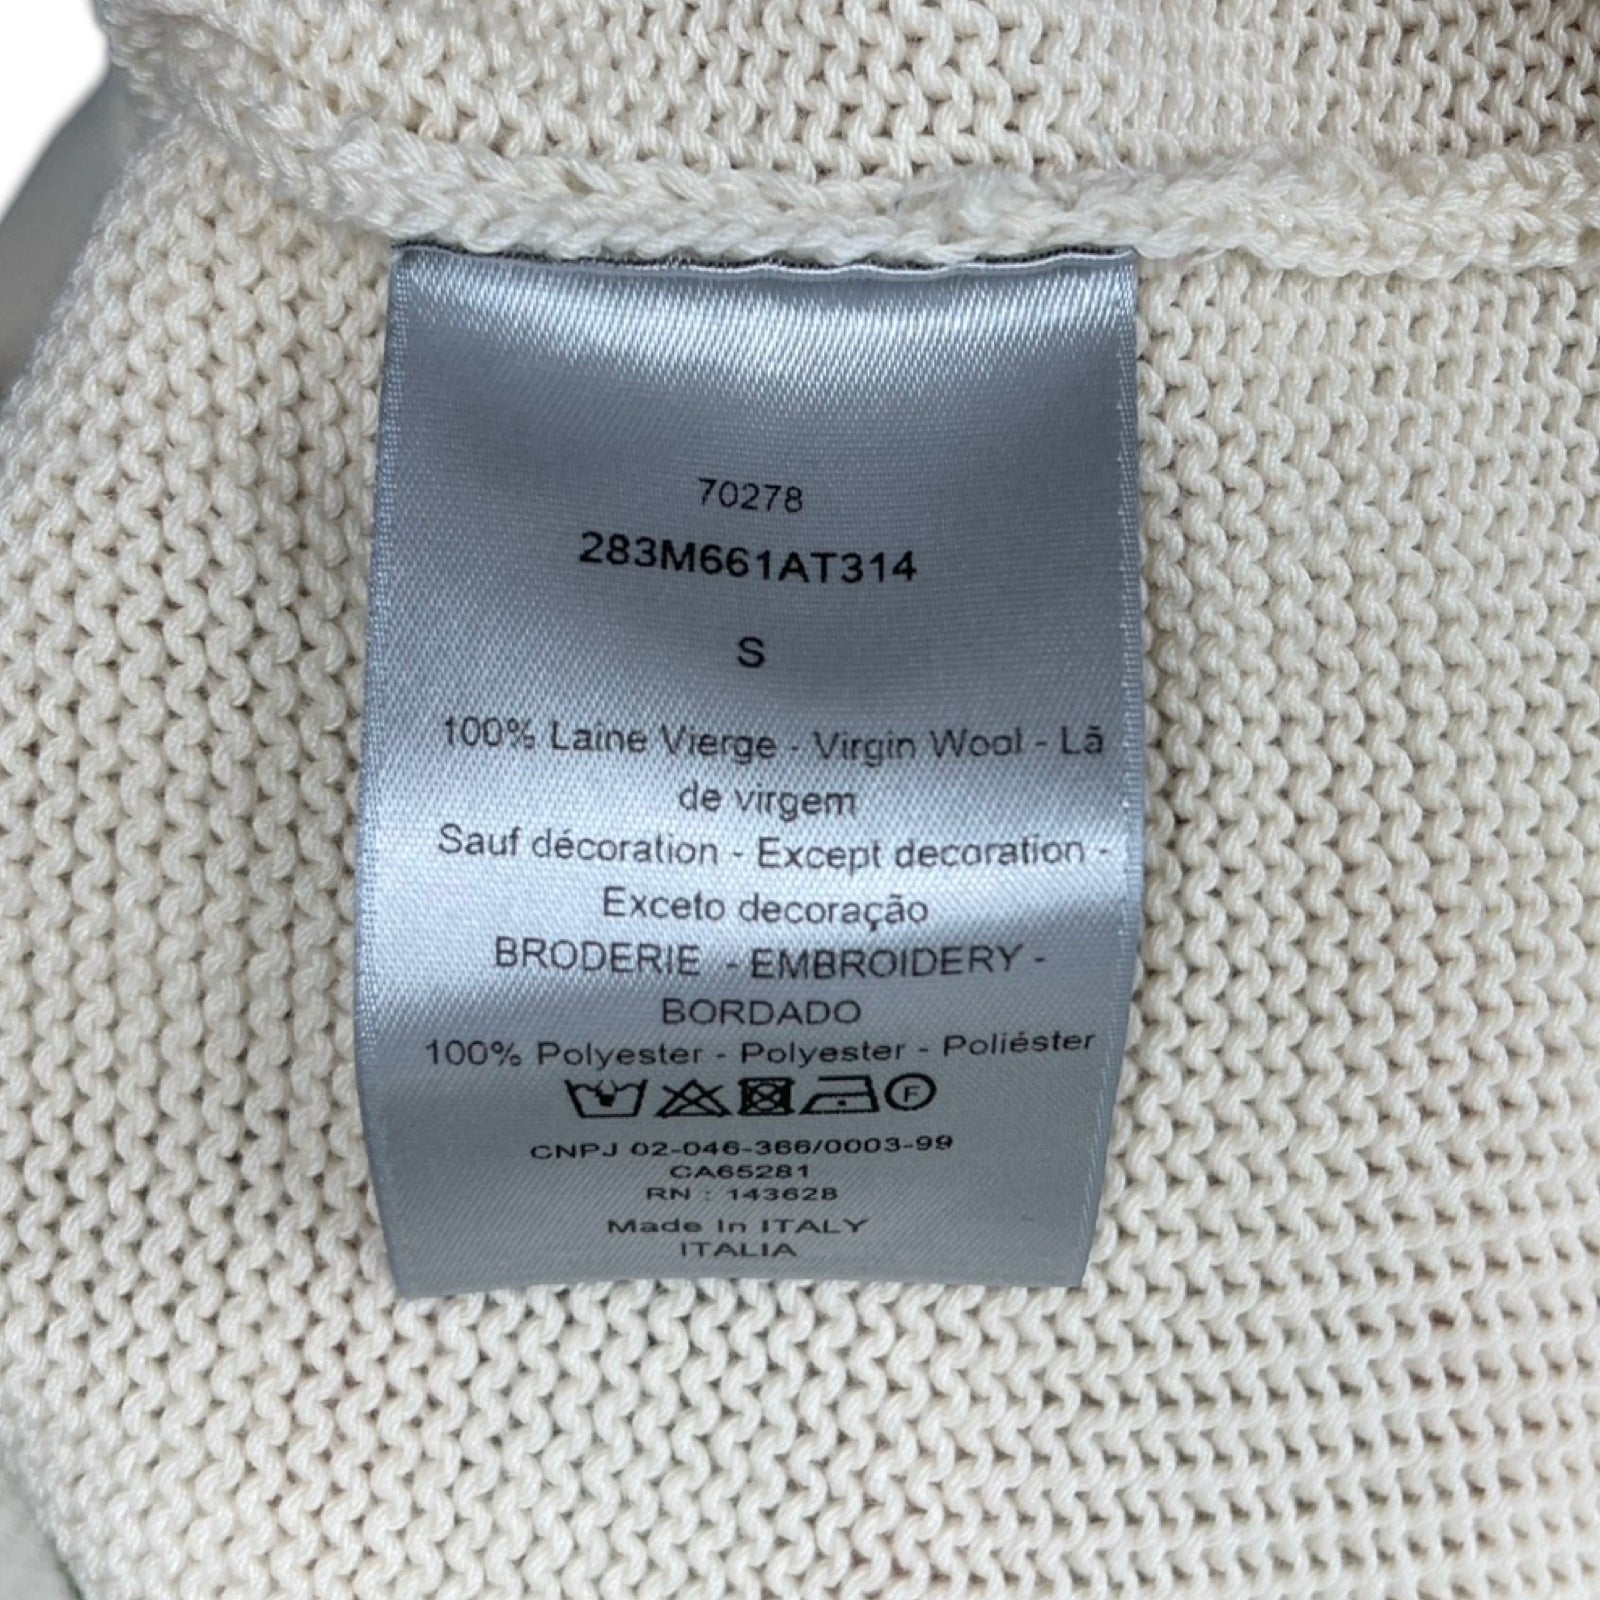 70278
283M661AT314
S
100% Laine Vierge - Virgin Wool - Lã
de virgem
Sauf décoration - Except decoration -
Exceto decoração
BRODERIE - EMBROIDERY -
BORDADO
100% Polyester - Polyester - Poliéster
F
CNPJ 02-046-366/0003-99
CA65281
RN : 143628
Made In ITALY
ITALIA